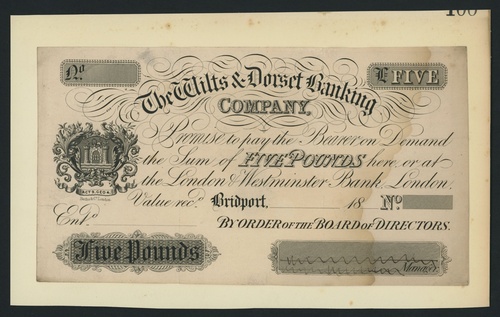 100
No.
£ FIVE
The Wilts & Dorset Banking
COMPANY,
Promise to pay the Bearer on Demand
the Sum of FIVE POUNDS here or at
the London & Westminster Bank, London.
Value rec.d Bridport, 18 No
Ent.d BY ORDER of the BOARD of DIRECTORS.
Five Pounds
Manager